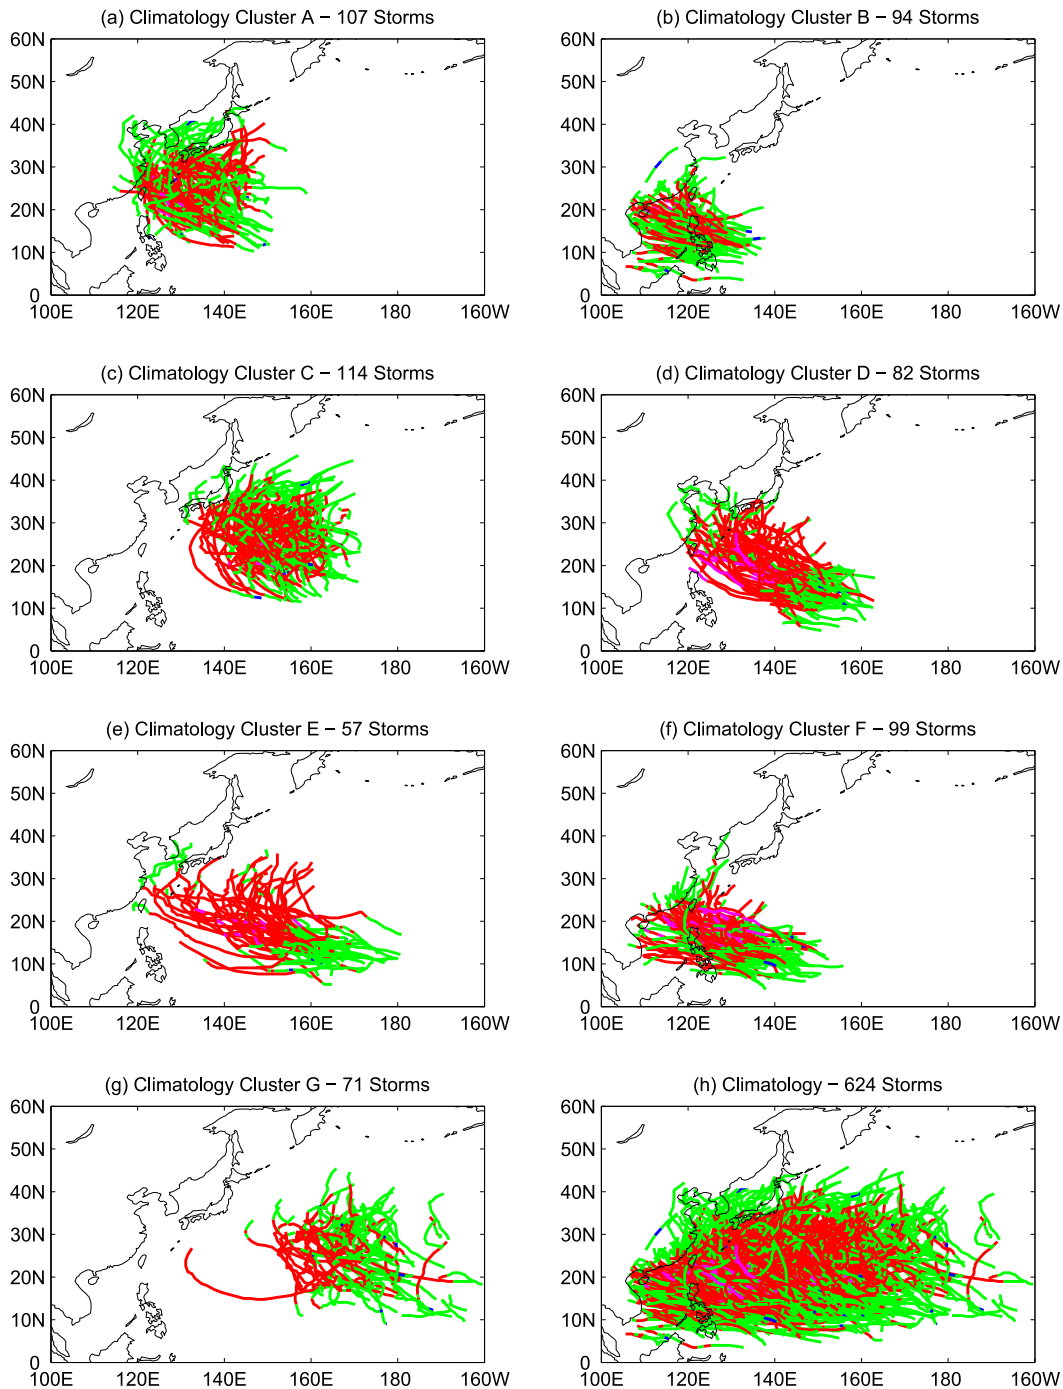 (a) Climatology Cluster A − 107 Storms
60N
50N
40N
30N
20N
10N
0
100E 120E 140E 160E 180 160W
(b) Climatology Cluster B − 94 Storms
60N
50N
40N
30N
20N
10N
0
100E 120E 140E 160E 180 160W
(c) Climatology Cluster C − 114 Storms
60N
50N
40N
30N
20N
10N
0
100E 120E 140E 160E 180 160W
(d) Climatology Cluster D − 82 Storms
60N
50N
40N
30N
20N
10N
0
100E 120E 140E 160E 180 160W
(e) Climatology Cluster E − 57 Storms
60N
50N
40N
30N
20N
10N
0
100E 120E 140E 160E 180 160W
(f) Climatology Cluster F − 99 Storms
60N
50N
40N
30N
20N
10N
0
100E 120E 140E 160E 180 160W
(g) Climatology Cluster G − 71 Storms
60N
50N
40N
30N
20N
10N
0
100E 120E 140E 160E 180 160W
(h) Climatology − 624 Storms
60N
50N
40N
30N
20N
10N
0
100E 120E 140E 160E 180 160W